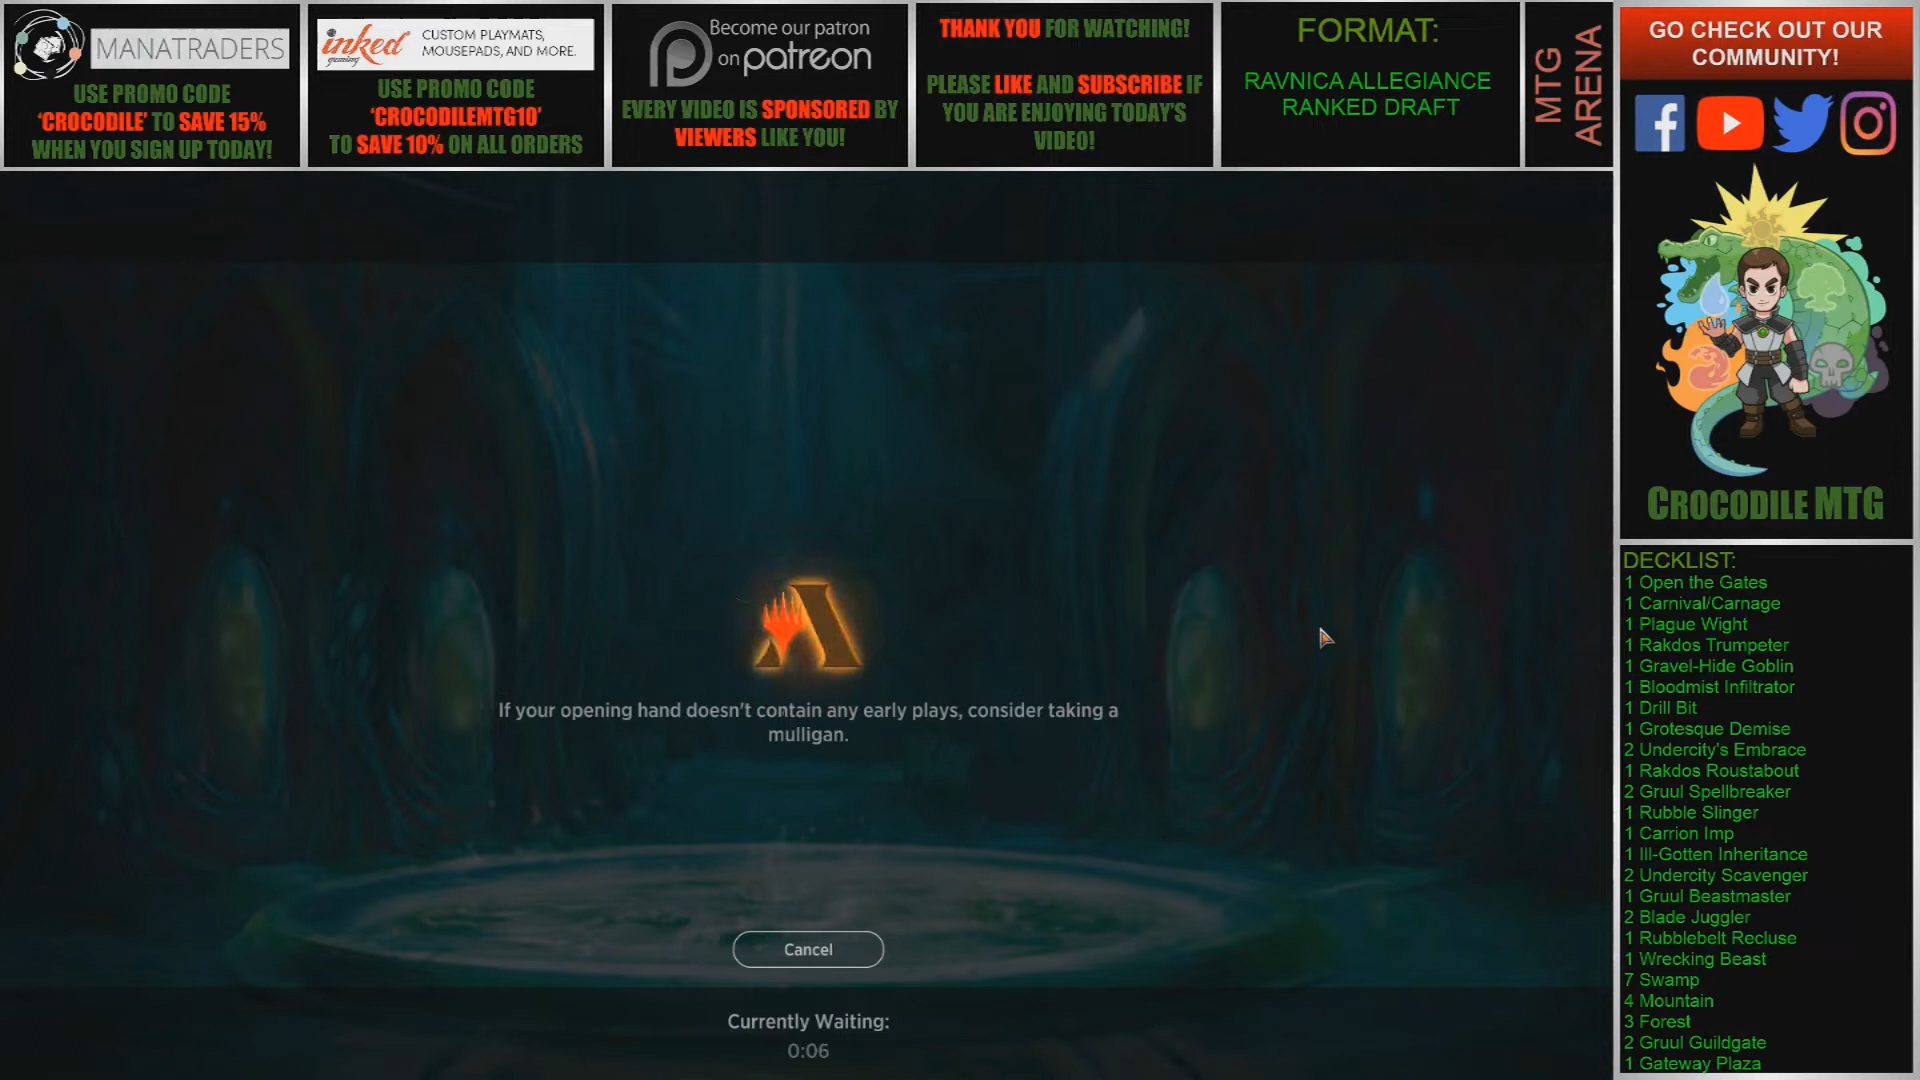 MANATRADERS
USE PROMO CODE
'CROCODILE' TO SAVE 15%
WHEN YOU SIGN UP TODAY!
inked
gaming
CUSTOM PLAYMATS,
MOUSEPADS, AND MORE.
USE PROMO CODE
'CROCODILEMTG10'
TO SAVE 10% ON ALL ORDERS
Become our patron
on patreon
EVERY VIDEO IS SPONSORED BY
VIEWERS LIKE YOU!
THANK YOU FOR WATCHING!
PLEASE LIKE AND SUBSCRIBE IF
YOU ARE ENJOYING TODAY'S
VIDEO!
FORMAT:
RAVNICA ALLEGIANCE
RANKED DRAFT
MTG
ARENA
GO CHECK OUT OUR
COMMUNITY!
CROCODILE MTG
If your opening hand doesn't contain any early plays, consider taking a
mulligan.
Cancel
Currently Waiting:
0:06
DECKLIST:
1 Open the Gates
1 Carnival/Carnage
1 Plague Wight
1 Rakdos Trumpeter
1 Gravel-Hide Goblin
1 Bloodmist Infiltrator
1 Drill Bit
1 Grotesque Demise
2 Undercity's Embrace
1 Rakdos Roustabout
2 Gruul Spellbreaker
1 Rubble Slinger
1 Carrion Imp
1 Ill-Gotten Inheritance
2 Undercity Scavenger
1 Gruul Beastmaster
2 Blade Juggler
1 Rubblebelt Recluse
1 Wrecking Beast
7 Swamp
4 Mountain
3 Forest
2 Gruul Guildgate
1 Gateway Plaza